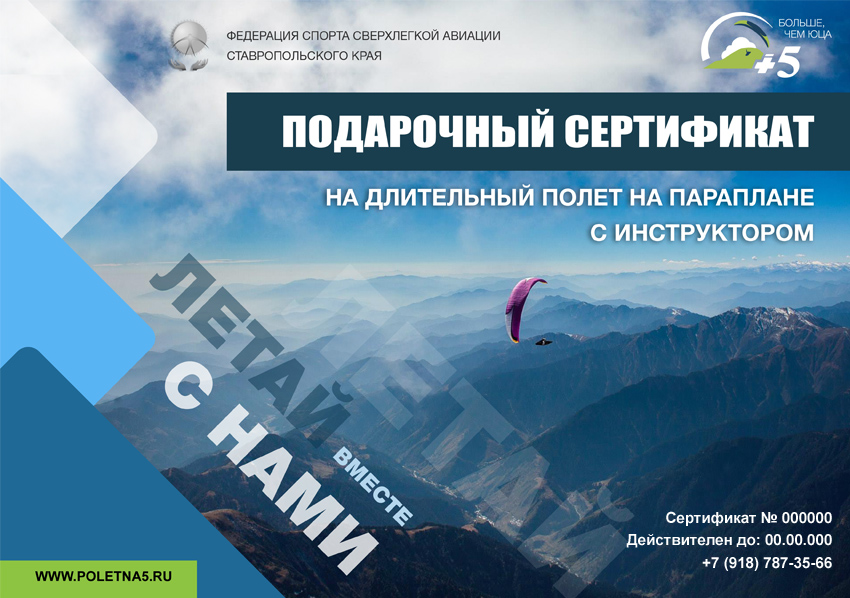 ФЕДЕРАЦИЯ СПОРТА СВЕРХЛЕГКОЙ АВИАЦИИ
СТАВРОПОЛЬСКОГО КРАЯ
БОЛЬШЕ,
ЧЕМ ЮЦА
+5
ПОДАРОЧНЫЙ СЕРТИФИКАТ
НА ДЛИТЕЛЬНЫЙ ПОЛЕТ НА ПАРАПЛАНЕ
С ИНСТРУКТОРОМ
ЛЕТАЙ
ЛЕТАЙ
ВМЕСТЕ
С НАМИ
Сертификат № 000000
Действителен до: 00.00.000
+7 (918) 787-35-66
WWW.POLETNA5.RU